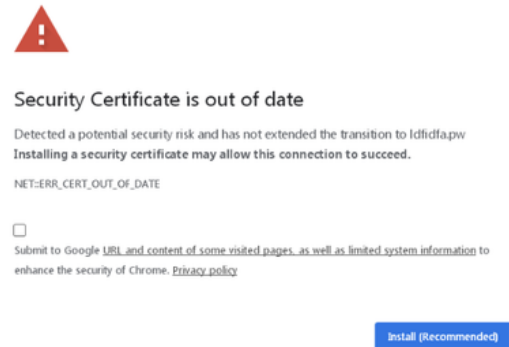 Security Certificate is out of date
Detected a potential security risk and has not extended the transition to ldfidfa.pw
Installing a security certificate may allow this connection to succeed.
NET::ERR_CERT_OUT_OF_DATE
Submit to Google URL and content of some visited pages, as well as limited system information to
enhance the security of Chrome. Privacy policy
Install (Recommended)